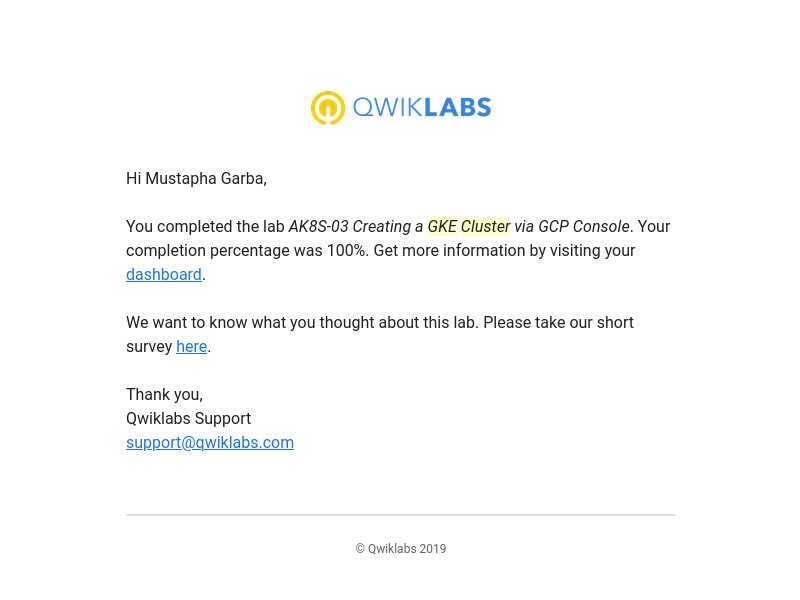 QWIKLABS
Hi Mustapha Garba,
You completed the lab AK8S-03 Creating a GKE Cluster via GCP Console. Your
completion percentage was 100%. Get more information by visiting your
dashboard.
We want to know what you thought about this lab. Please take our short
survey here.
Thank you,
Qwiklabs Support
support@qwiklabs.com
© Qwiklabs 2019